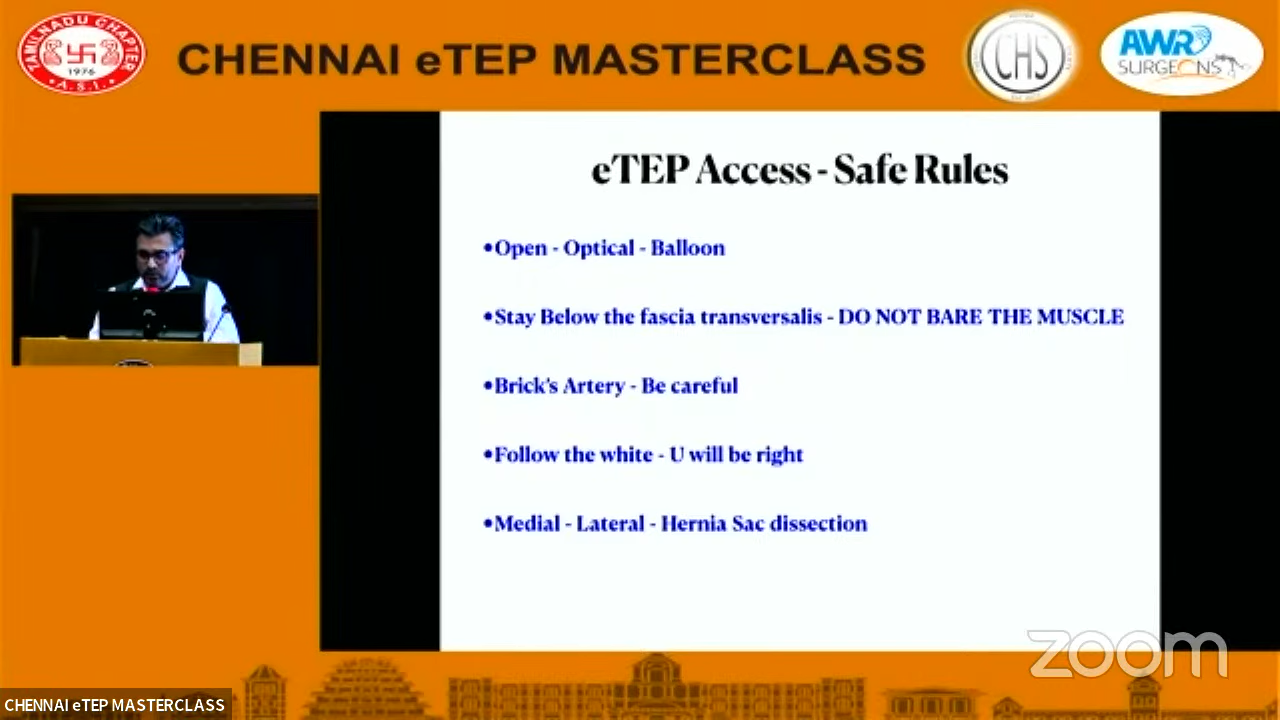 TAMILNADU CHAPTER
1976
A.S.I.
CHENNAI eTEP MASTERCLASS
CHS
AWR
SURGEONS
eTEP Access - Safe Rules
•Open - Optical - Balloon
•Stay Below the fascia transversalis - DO NOT BARE THE MUSCLE
•Brick's Artery - Be careful
•Follow the white - U will be right
•Medial - Lateral - Hernia Sac dissection
zoom
CHENNAI eTEP MASTERCLASS